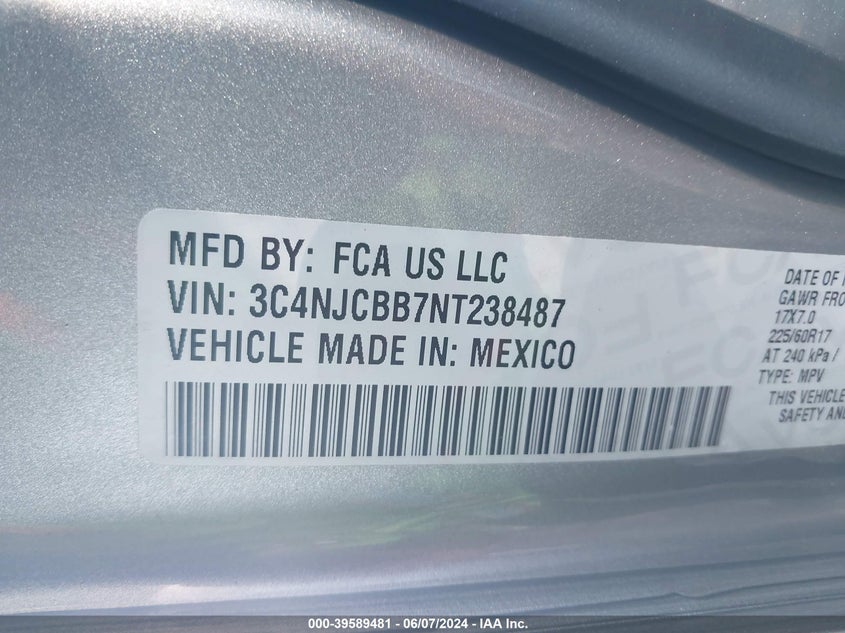 MFD BY: FCA US LLC
VIN: 3C4NJCBB7NT238487
VEHICLE MADE IN: MEXICO
DATE OF
GAWR FRO
17X7.0
225/60R17
AT 240 kPa /
TYPE: MPV
THIS VEHICLE
SAFETY AND
000-39589481 - 06/07/2024 - IAA Inc.